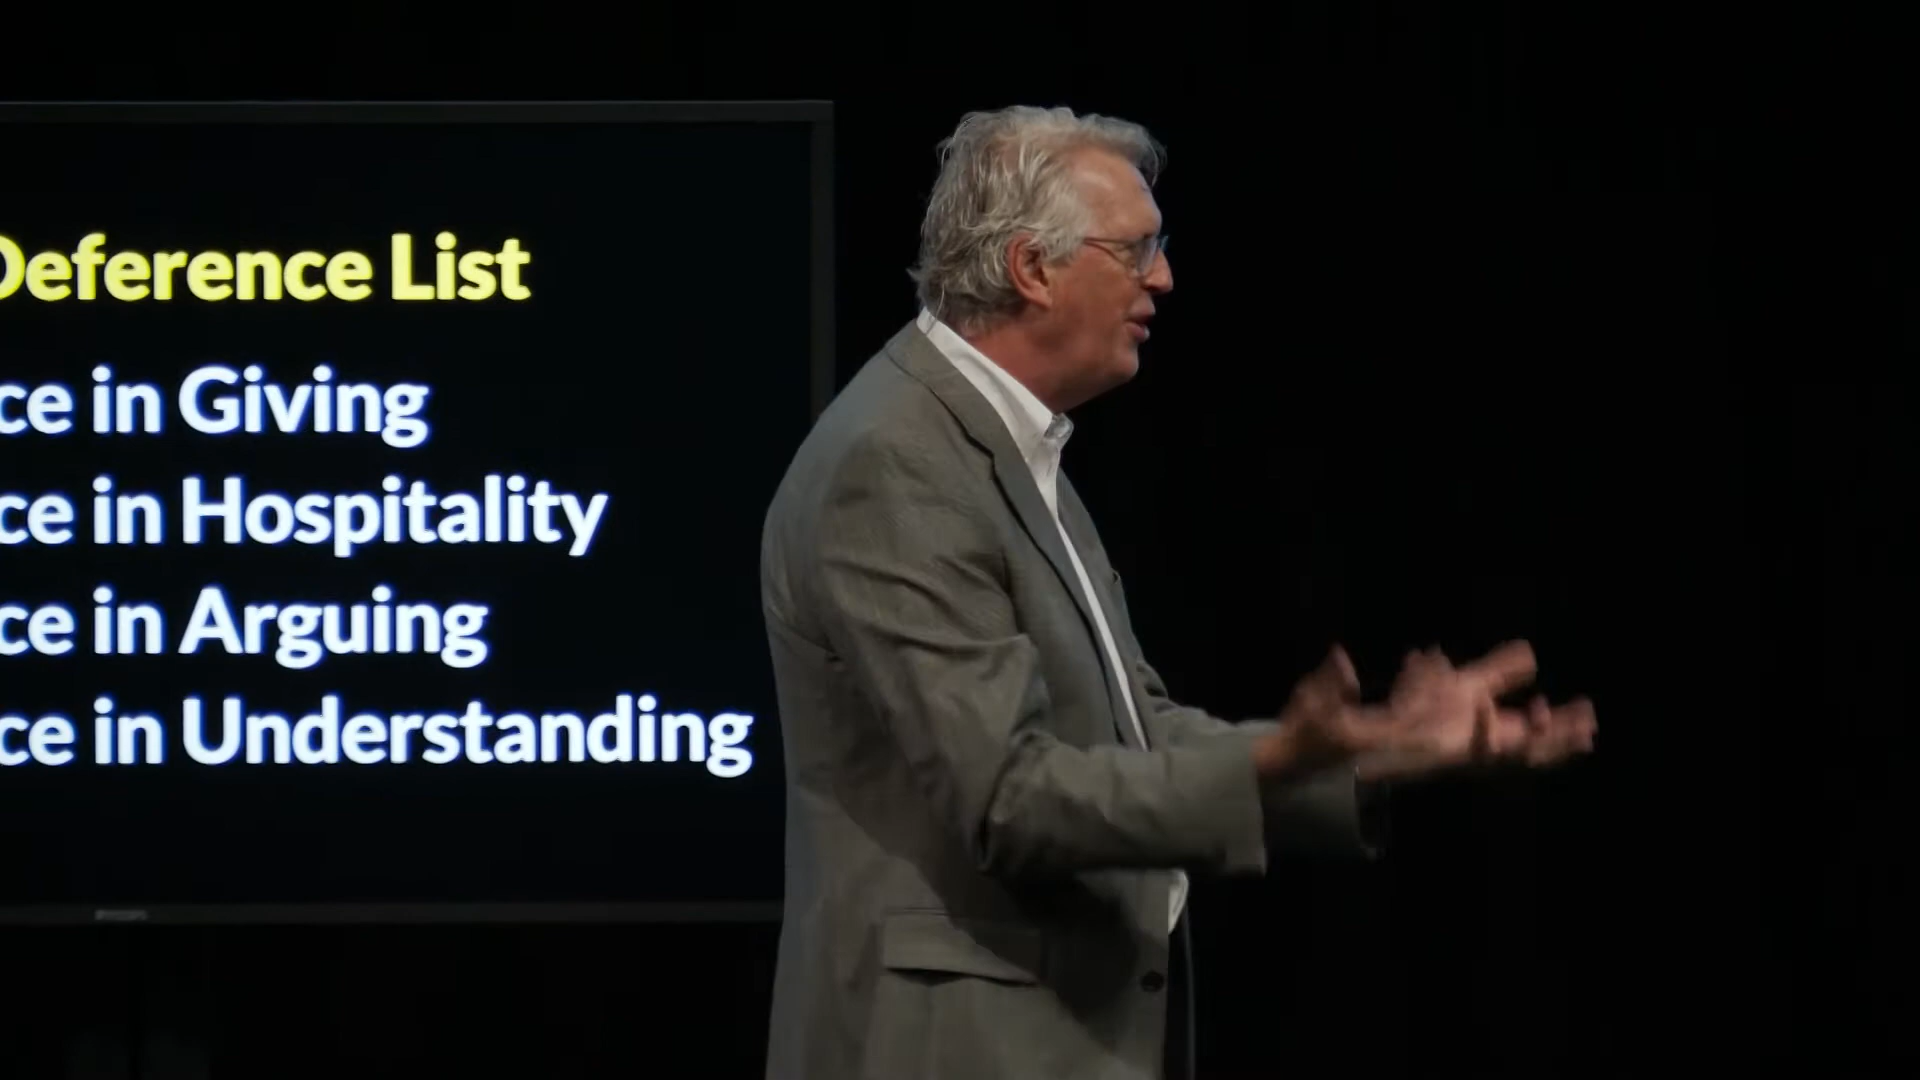 Deference List
ce in Giving
ce in Hospitality
ce in Arguing
ce in Understanding